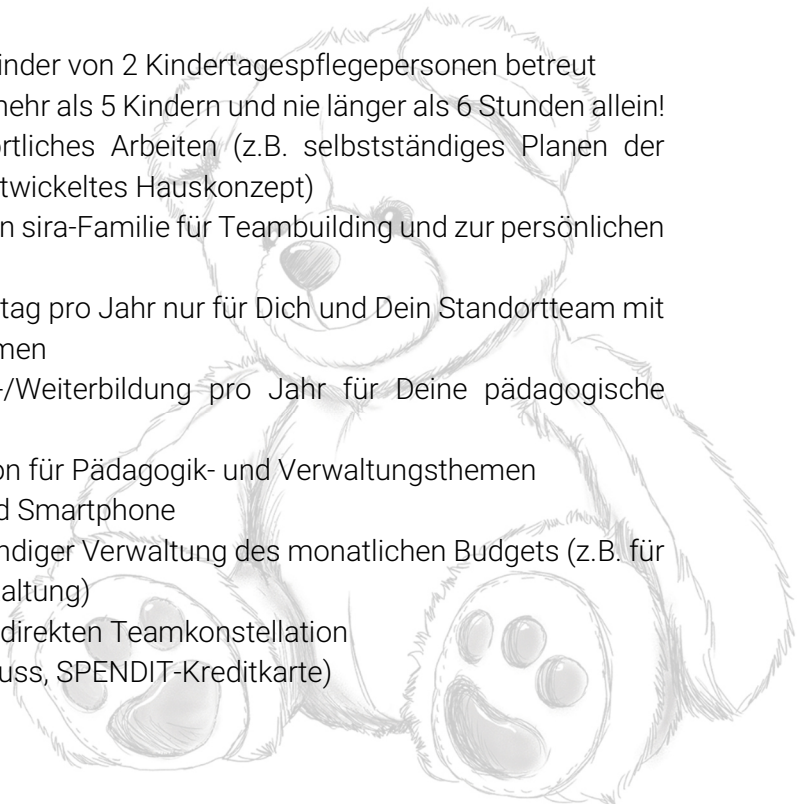 inder von 2 Kindertagespflegepersonen betreut
nehr als 5 Kindern und nie länger als 6 Stunden allein!
rtliches Arbeiten (z.B. selbstständiges Planen der
twickeltes Hauskonzept)
n sira-Familie für Teambuilding und zur persönlichen
tag pro Jahr nur für Dich und Dein Standortteam mit
men
-/Weiterbildung pro Jahr für Deine pädagogische
on für Pädagogik- und Verwaltungsthemen
d Smartphone
ndiger Verwaltung des monatlichen Budgets (z.B. für
altung)
direkten Teamkonstellation
uss, SPENDIT-Kreditkarte)